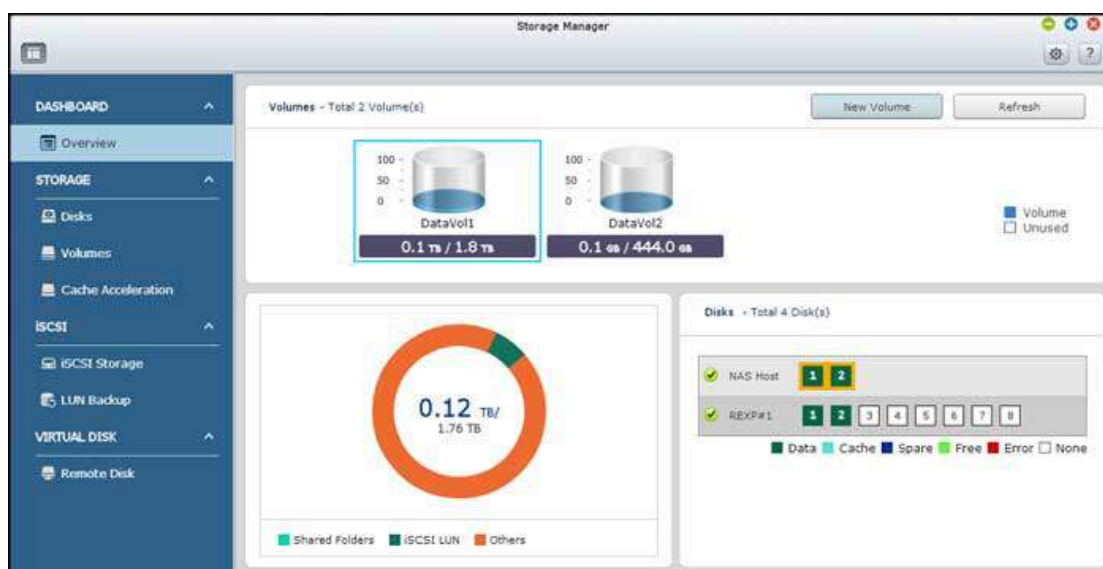 Storage Manager
?
DASHBOARD
Overview
STORAGE
Disks
Volumes
Cache Acceleration
iSCSI
iSCSI Storage
LUN Backup
VIRTUAL DISK
Remote Disk
Volumes - Total 2 Volume(s)
New Volume
Refresh
100
50
0
DataVol1
0.1 TB / 1.8 TB
100
50
0
DataVol2
0.1 GB / 444.0 GB
Volume
Unused
0.12 TB/
1.76 TB
Shared Folders iSCSI LUN Others
Disks - Total 4 Disk(s)
NAS Host 1 2
REXP#1 1 2 3 4 5 6 7 8
Data Cache Spare Free Error None